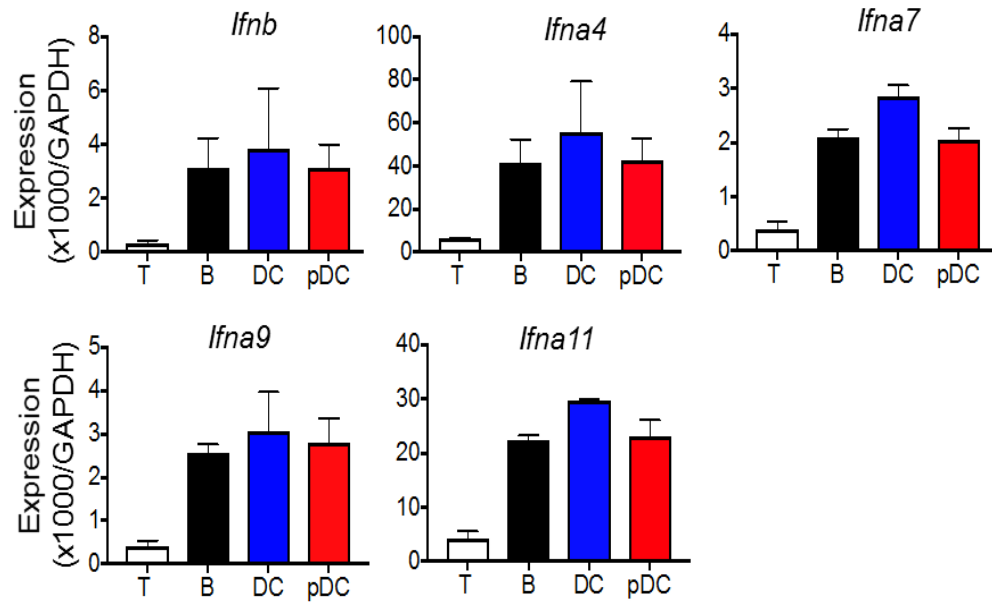 Ifnb
Expression
(x1000/GAPDH)
8
6
4
2
0
T B DC pDC
Ifna4
100
80
60
40
20
0
T B DC pDC
Ifna7
4
3
2
1
0
T B DC pDC
Ifna9
Expression
(x1000/GAPDH)
5
4
3
2
1
0
T B DC pDC
Ifna11
40
30
20
10
0
T B DC pDC